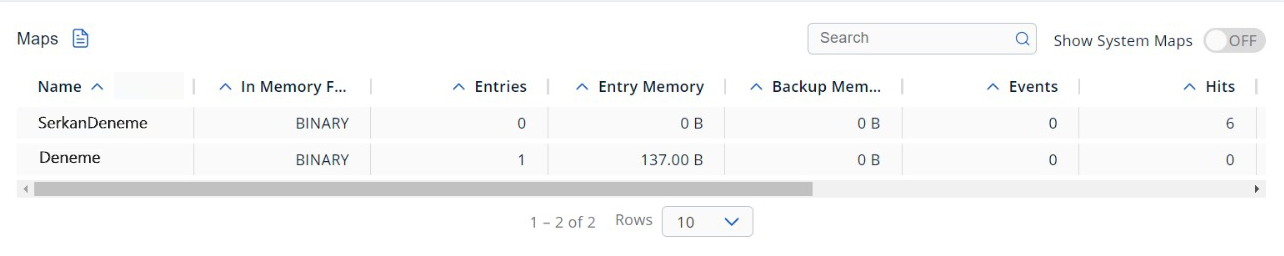 Maps Search Show System Maps OFF
Name In Memory F... Entries Entry Memory Backup Mem... Events Hits
SerkanDeneme BINARY 0 0 B 0 B 0 6
Deneme BINARY 1 137.00 B 0 B 0 0
1 – 2 of 2 Rows 10